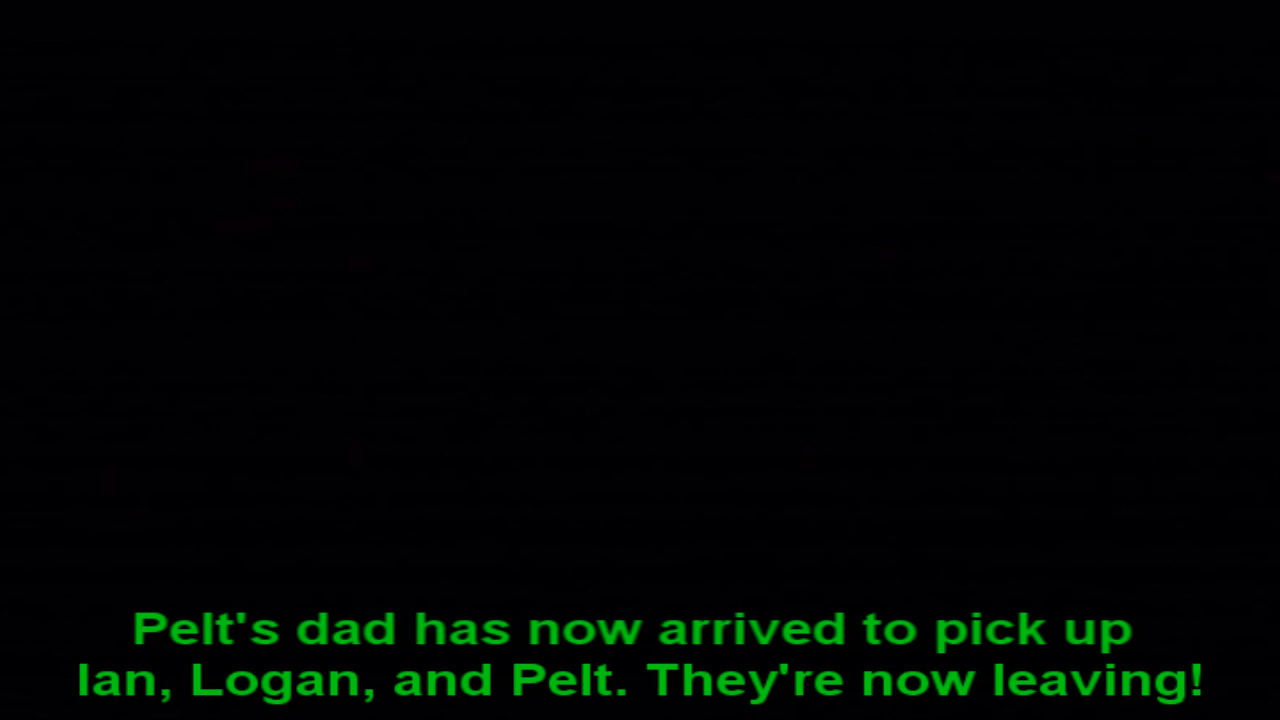 Pelt's dad has now arrived to pick up
Ian, Logan, and Pelt. They're now leaving!